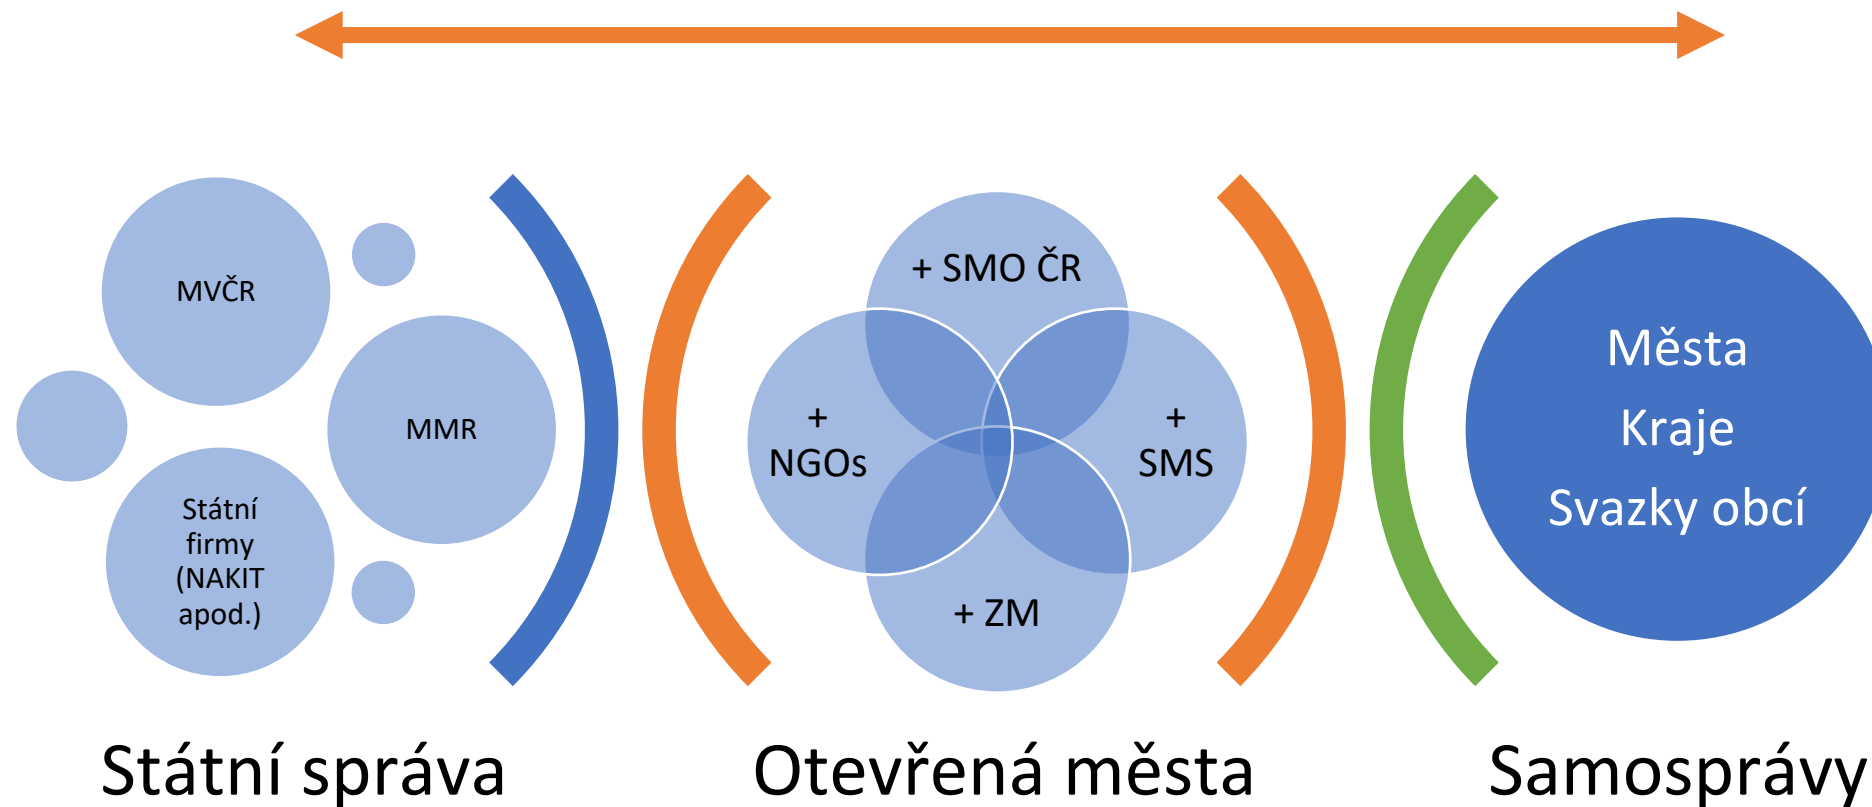 MVČR
MMR
Státní
firmy
(NAKIT
apod.)
+ SMO ČR
+
NGOs
+
SMS
+ ZM
Města
Kraje
Svazky obcí
Státní správa
Otevřená města
Samosprávy